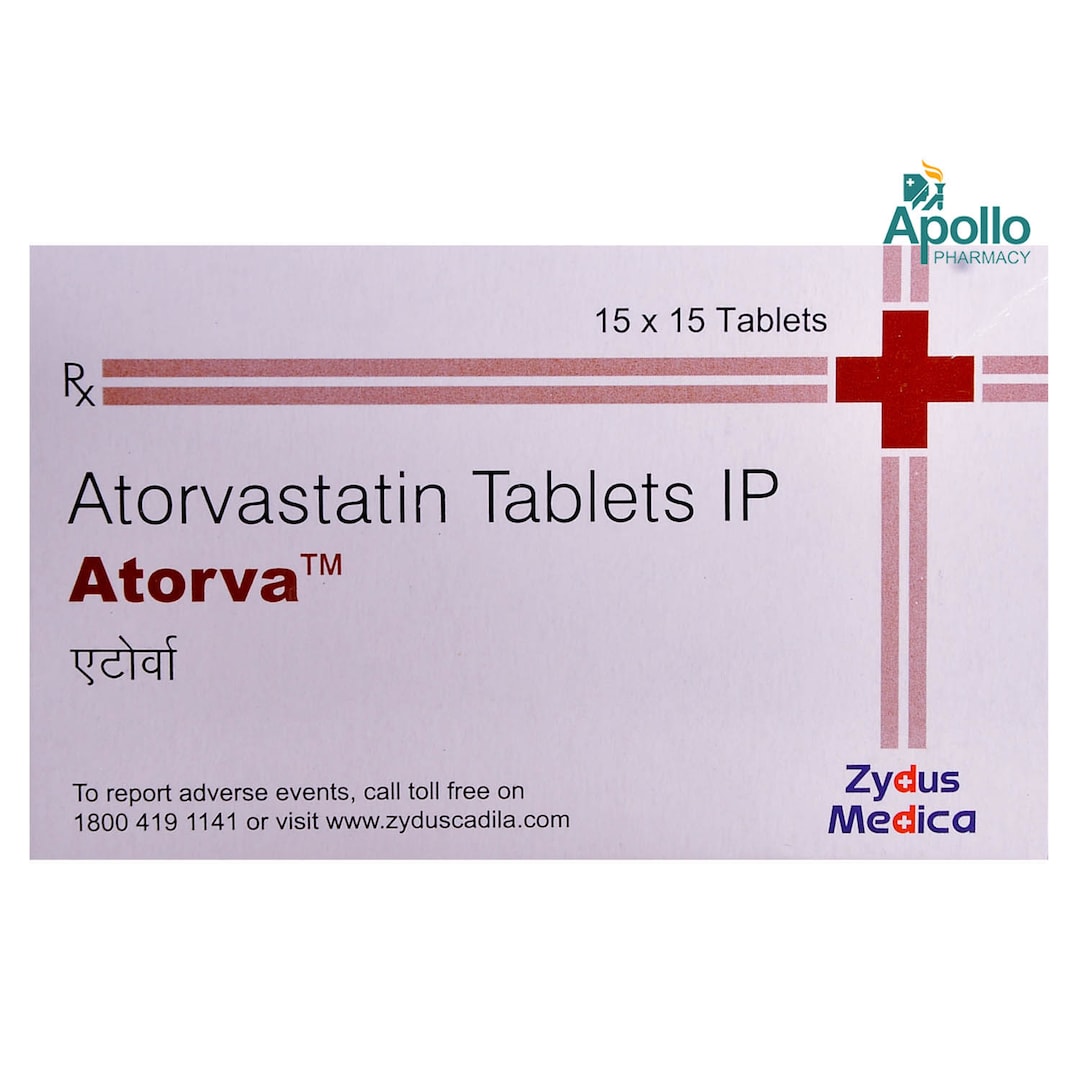 Apollo
PHARMACY
15 x 15 Tablets
Rx
Atorvastatin Tablets IP
Atorva™
एटोर्वा
To report adverse events, call toll free on
1800 419 1141 or visit www.zyduscadila.com
Zydus
Medica